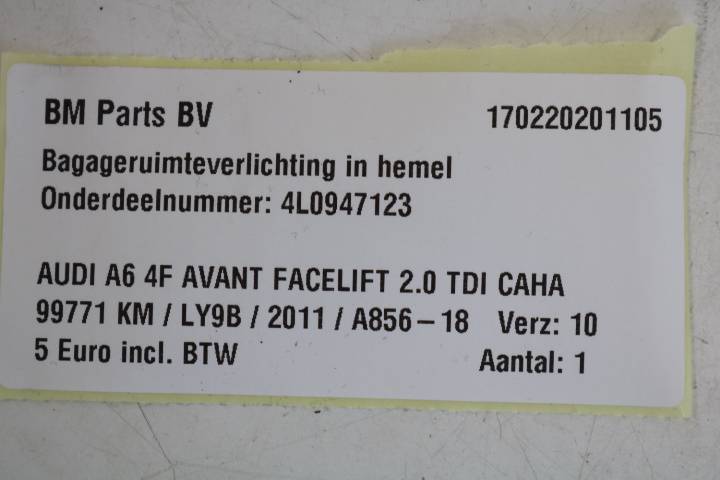 BM Parts BV 170220201105
Bagageruimteverlichting in hemel
Onderdeelnummer: 4L0947123
AUDI A6 4F AVANT FACELIFT 2.0 TDI CAHA
99771 KM / LY9B / 2011 / A856-18 Verz: 10
5 Euro incl. BTW Aantal: 1